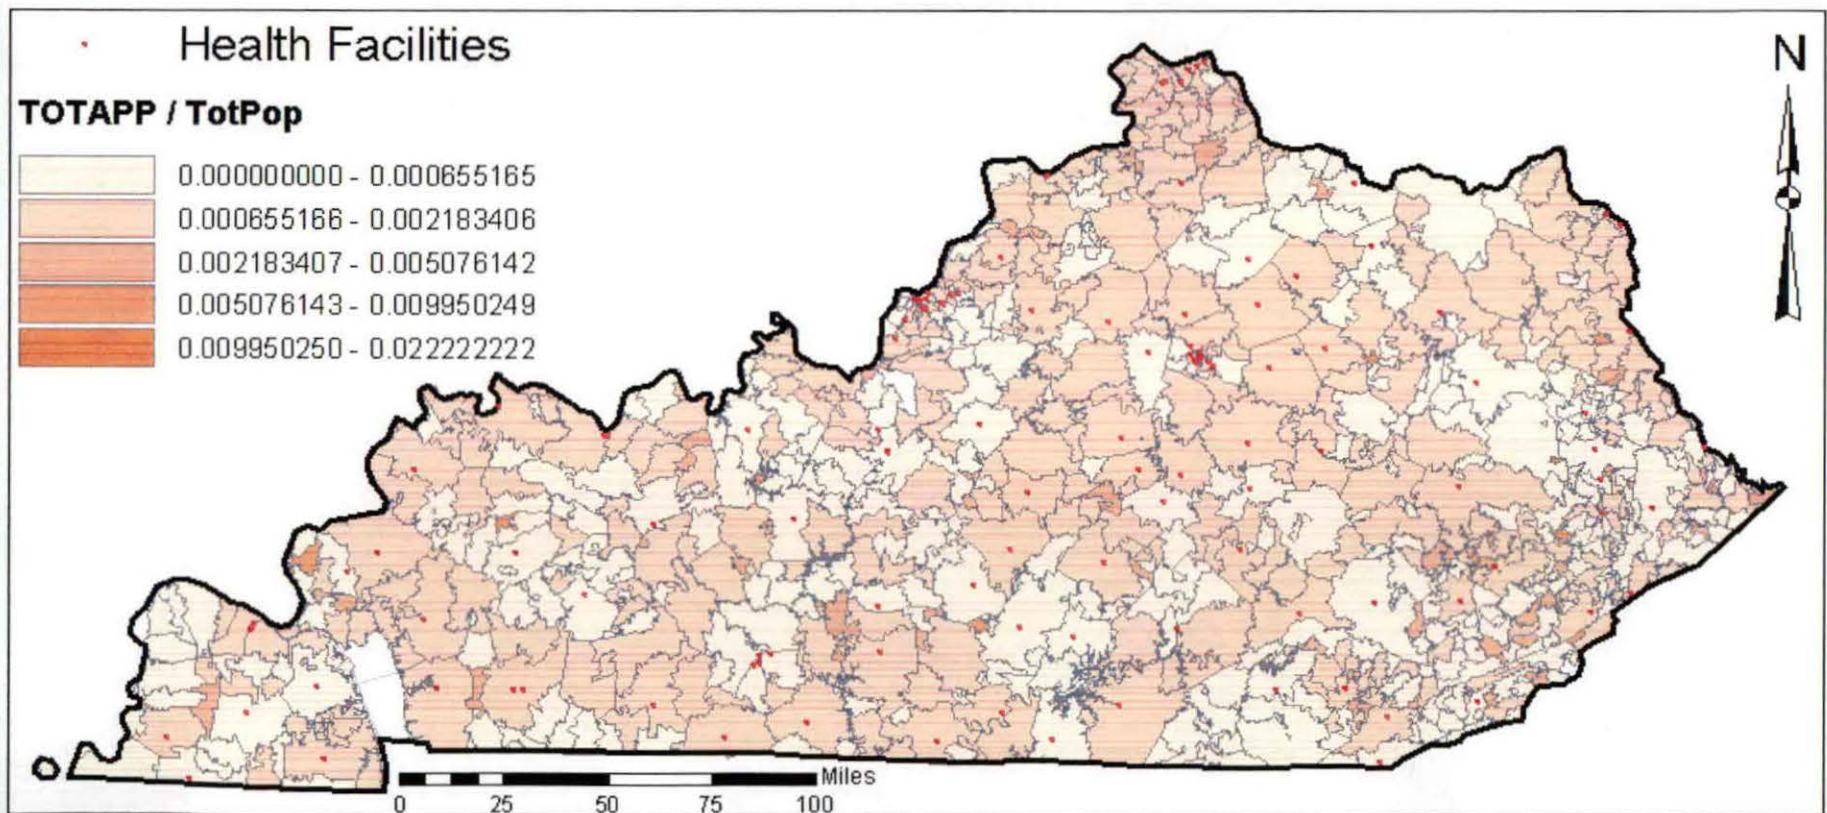 Health Facilities
N
TOTAPP / TotPop
0.000000000 - 0.000655165
0.000655166 - 0.002183406
0.002183407 - 0.005076142
0.005076143 - 0.009950249
0.009950250 - 0.022222222
Miles
0 25 50 75 100